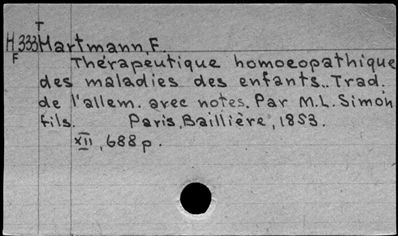 T
H 333 Hartmann, F.
F Thérapeutique homoeopathique
des maladies des enfants.. Trad.
de l'allem. avec notes. Par M.L. Simon
fils. Paris, Baillière, 1853.
XII, 688 p.